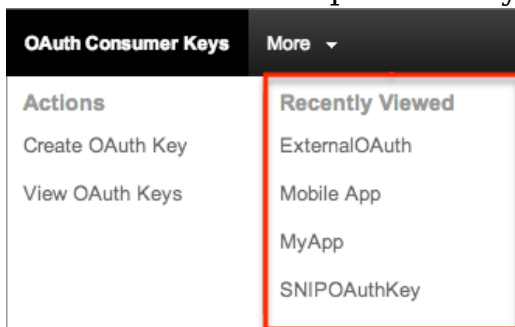 OAuth Consumer Keys
More
Actions
Create OAuth Key
View OAuth Keys
Recently Viewed
ExternalOAuth
Mobile App
MyApp
SNIPOAuthKey